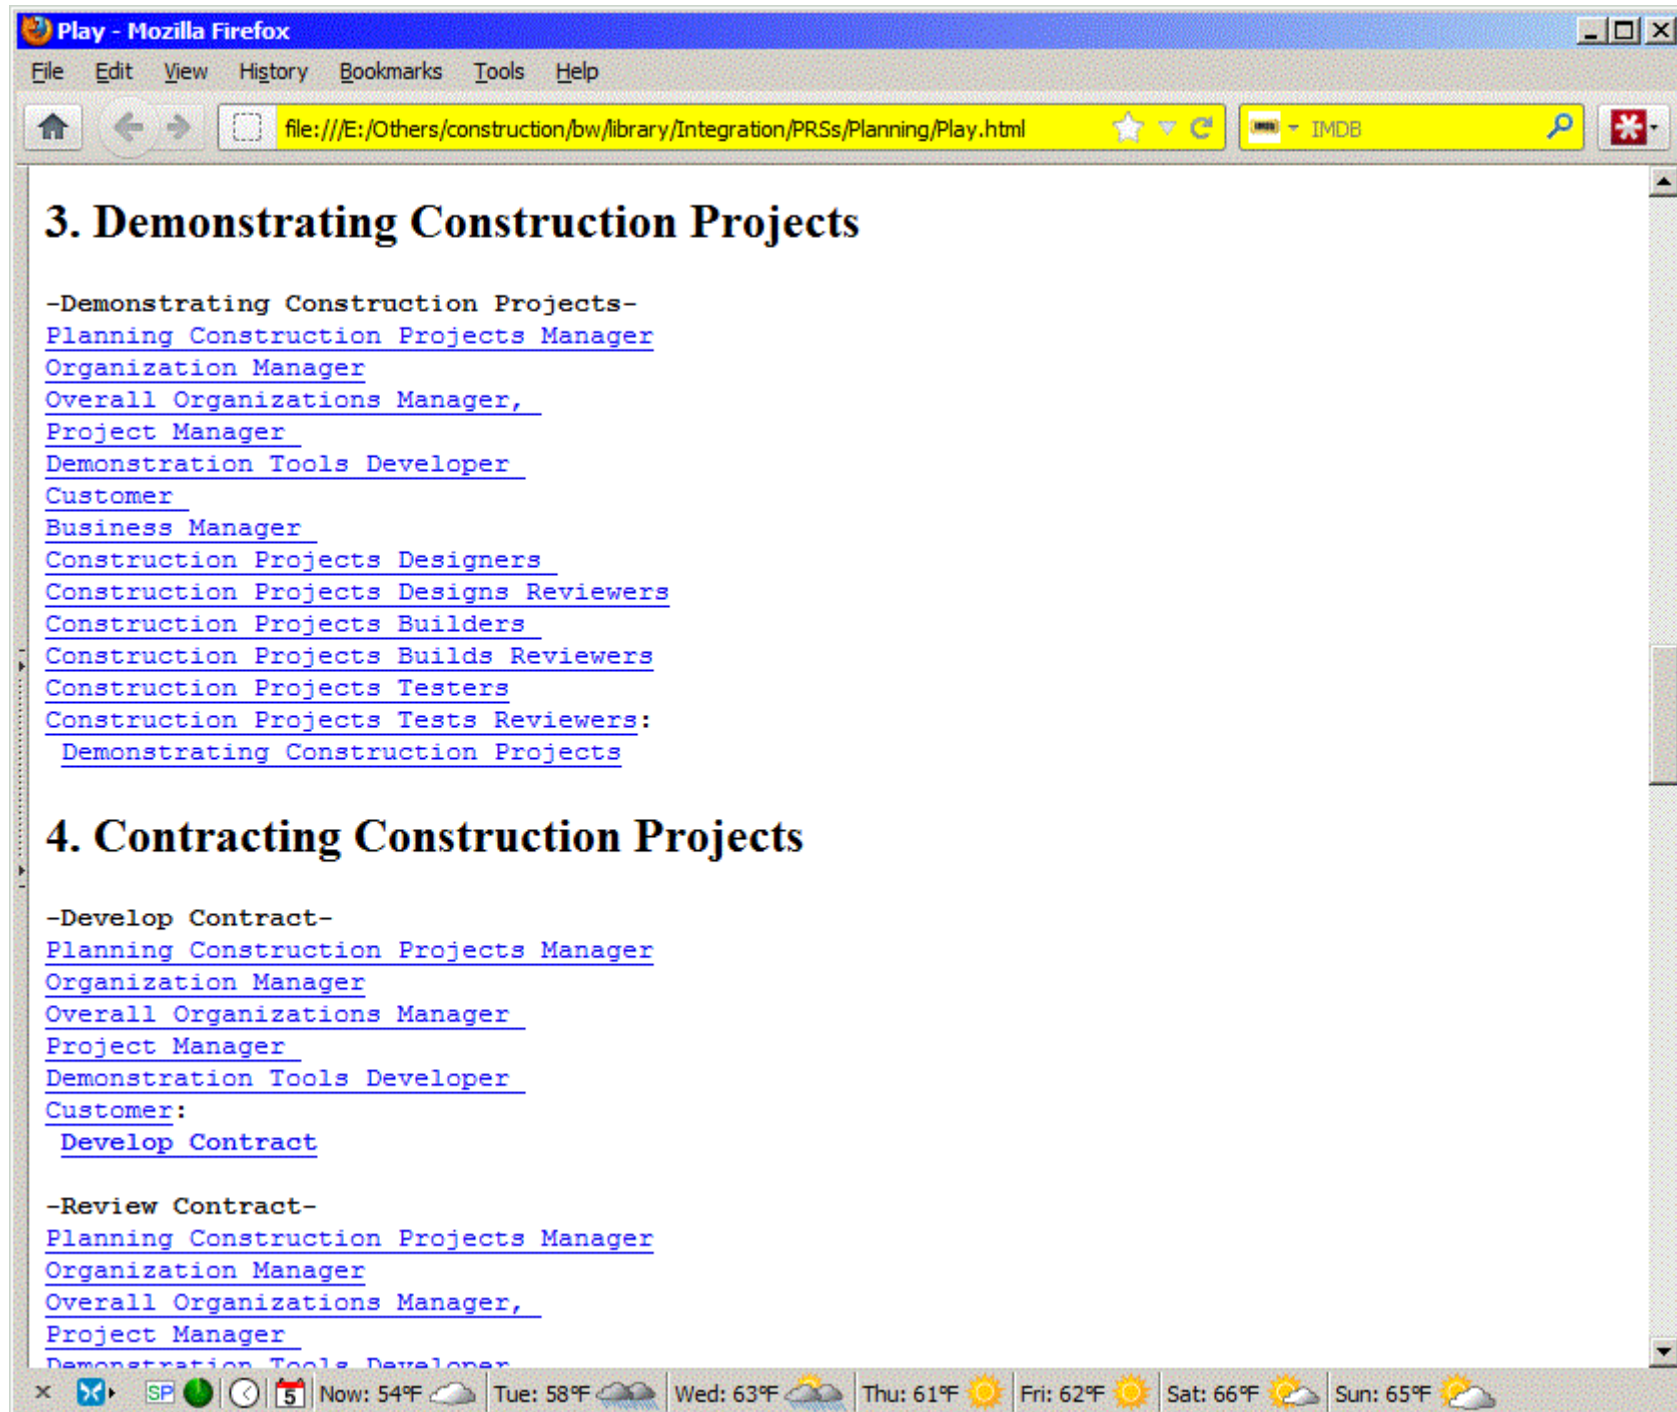 Play - Mozilla Firefox
File Edit View History Bookmarks Tools Help
file:///E:/Others/construction/bw/library/Integration/PRSs/Planning/Play.html IMDB
3. Demonstrating Construction Projects
-Demonstrating Construction Projects-
Planning Construction Projects Manager
Organization Manager
Overall Organizations Manager,
Project Manager
Demonstration Tools Developer
Customer
Business Manager
Construction Projects Designers
Construction Projects Designs Reviewers
Construction Projects Builders
Construction Projects Builds Reviewers
Construction Projects Testers
Construction Projects Tests Reviewers:
Demonstrating Construction Projects
4. Contracting Construction Projects
-Develop Contract-
Planning Construction Projects Manager
Organization Manager
Overall Organizations Manager
Project Manager
Demonstration Tools Developer
Customer:
Develop Contract
-Review Contract-
Planning Construction Projects Manager
Organization Manager
Overall Organizations Manager,
Project Manager
Demonstration Tools Developer
SP 5 Now: 54°F Tue: 58°F Wed: 63°F Thu: 61°F Fri: 62°F Sat: 66°F Sun: 65°F